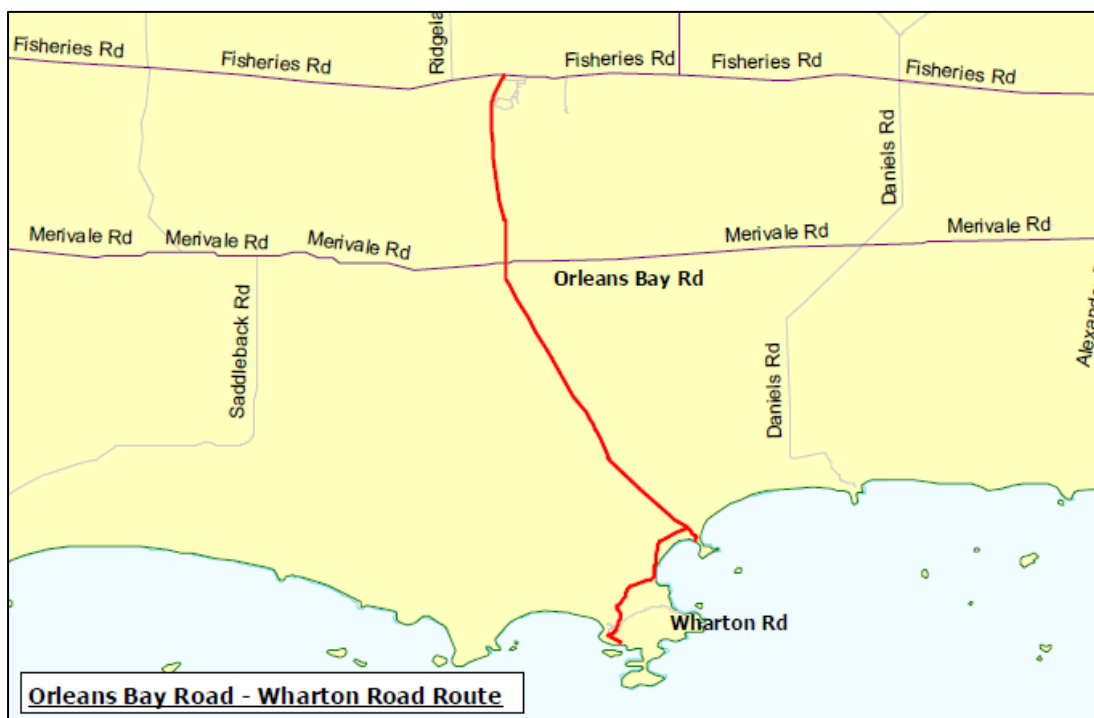 Fisheries Rd
Fisheries Rd
Ridgela
Fisheries Rd
Fisheries Rd
Fisheries Rd
Daniels Rd
Merivale Rd
Merivale Rd
Merivale Rd
Merivale Rd
Merivale Rd
Orleans Bay Rd
Saddleback Rd
Daniels Rd
Wharton Rd
Orleans Bay Road - Wharton Road Route